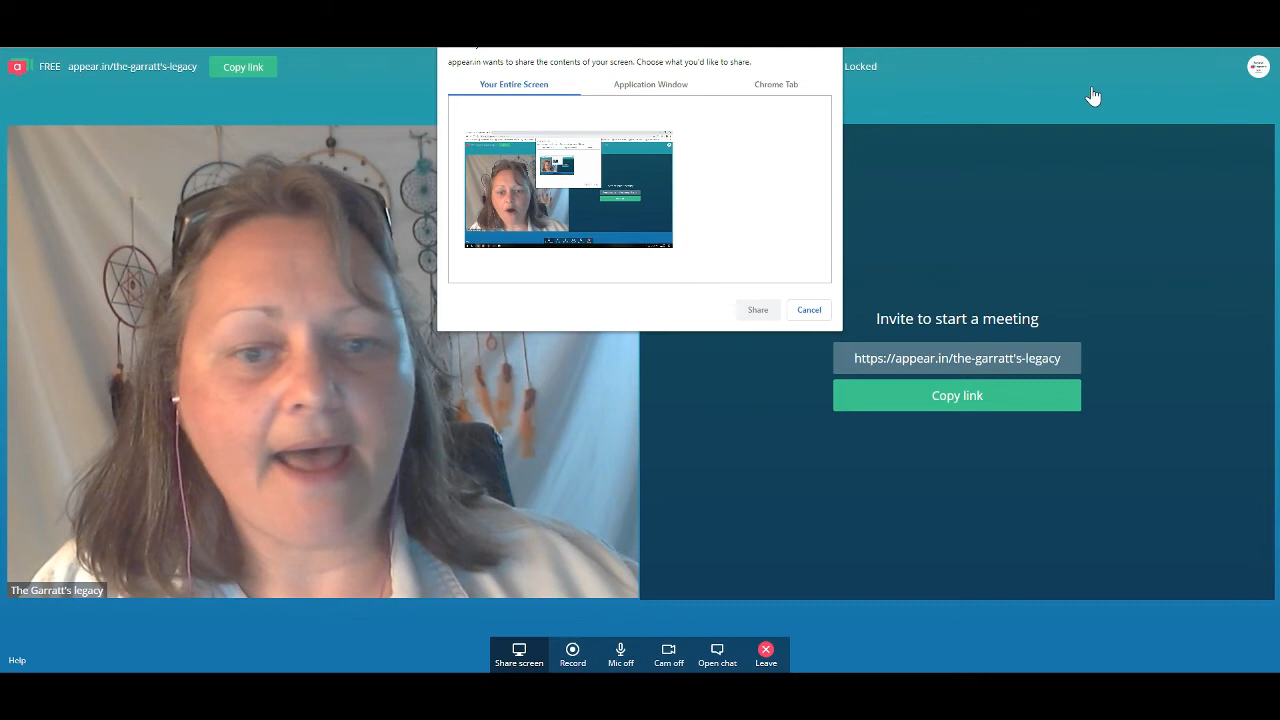 FREE appear.in/the-garratt's-legacy Copy link
Locked
appear.in wants to share the contents of your screen. Choose what you'd like to share.
Your Entire Screen Application Window Chrome Tab
Share Cancel
Invite to start a meeting
https://appear.in/the-garratt's-legacy
Copy link
The Garratt's legacy
Help
Share screen Record Mic off Cam off Open chat Leave